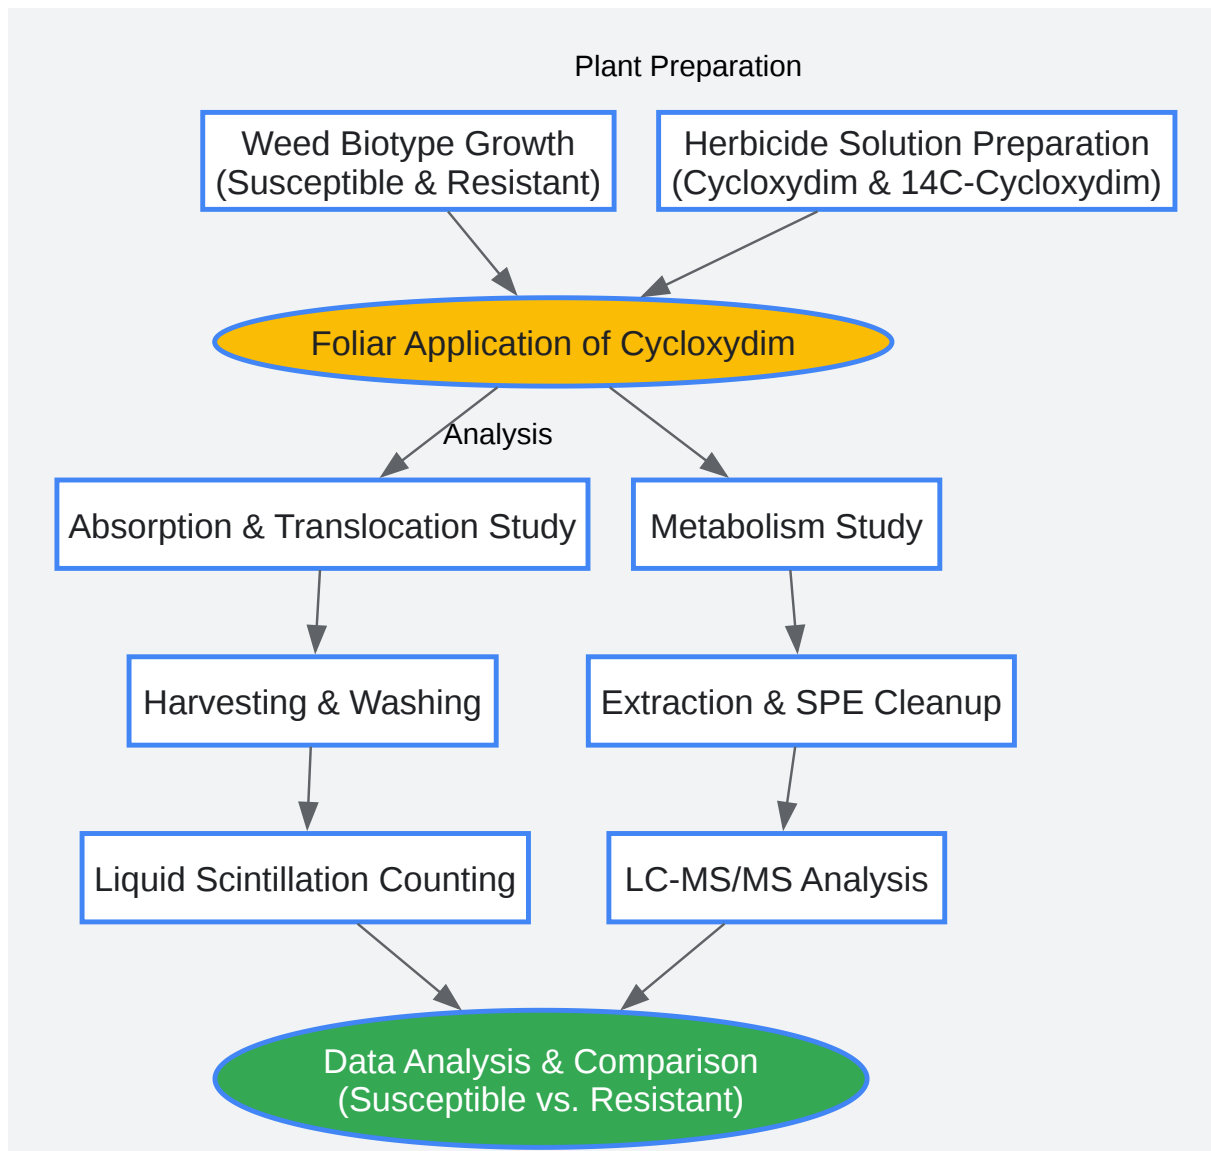 Plant Preparation
Weed Biotype Growth
(Susceptible & Resistant)
Herbicide Solution Preparation
(Cycloxydim & 14C-Cycloxydim)
Foliar Application of Cycloxydim
Analysis
Absorption & Translocation Study
Metabolism Study
Harvesting & Washing
Extraction & SPE Cleanup
Liquid Scintillation Counting
LC-MS/MS Analysis
Data Analysis & Comparison
(Susceptible vs. Resistant)